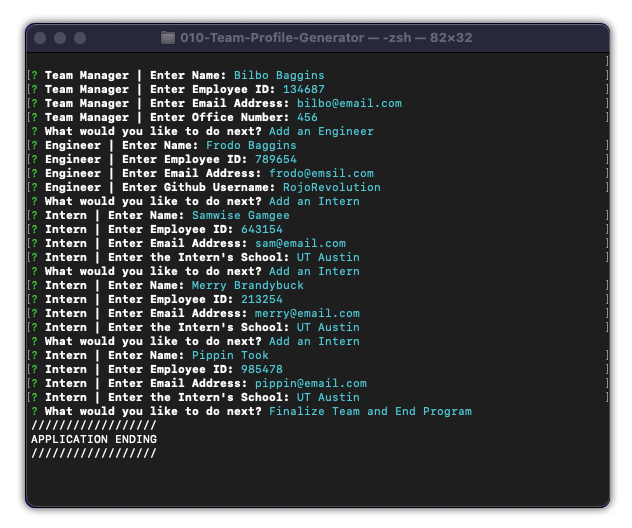 010-Team-Profile-Generator — -zsh — 82×32
]
[? Team Manager | Enter Name: Bilbo Baggins ]
[? Team Manager | Enter Employee ID: 134687 ]
[? Team Manager | Enter Email Address: bilbo@email.com ]
[? Team Manager | Enter Office Number: 456 ]
? What would you like to do next? Add an Engineer
[? Engineer | Enter Name: Frodo Baggins ]
[? Engineer | Enter Employee ID: 789654 ]
[? Engineer | Enter Email Address: frodo@emsil.com ]
[? Engineer | Enter Github Username: RojoRevolution ]
? What would you like to do next? Add an Intern
[? Intern | Enter Name: Samwise Gamgee ]
[? Intern | Enter Employee ID: 643154 ]
[? Intern | Enter Email Address: sam@email.com ]
[? Intern | Enter the Intern's School: UT Austin ]
? What would you like to do next? Add an Intern
[? Intern | Enter Name: Merry Brandybuck ]
[? Intern | Enter Employee ID: 213254 ]
[? Intern | Enter Email Address: merry@email.com ]
[? Intern | Enter the Intern's School: UT Austin ]
? What would you like to do next? Add an Intern
[? Intern | Enter Name: Pippin Took ]
[? Intern | Enter Employee ID: 985478 ]
[? Intern | Enter Email Address: pippin@email.com ]
[? Intern | Enter the Intern's School: UT Austin ]
? What would you like to do next? Finalize Team and End Program
//////////////////
APPLICATION ENDING
//////////////////